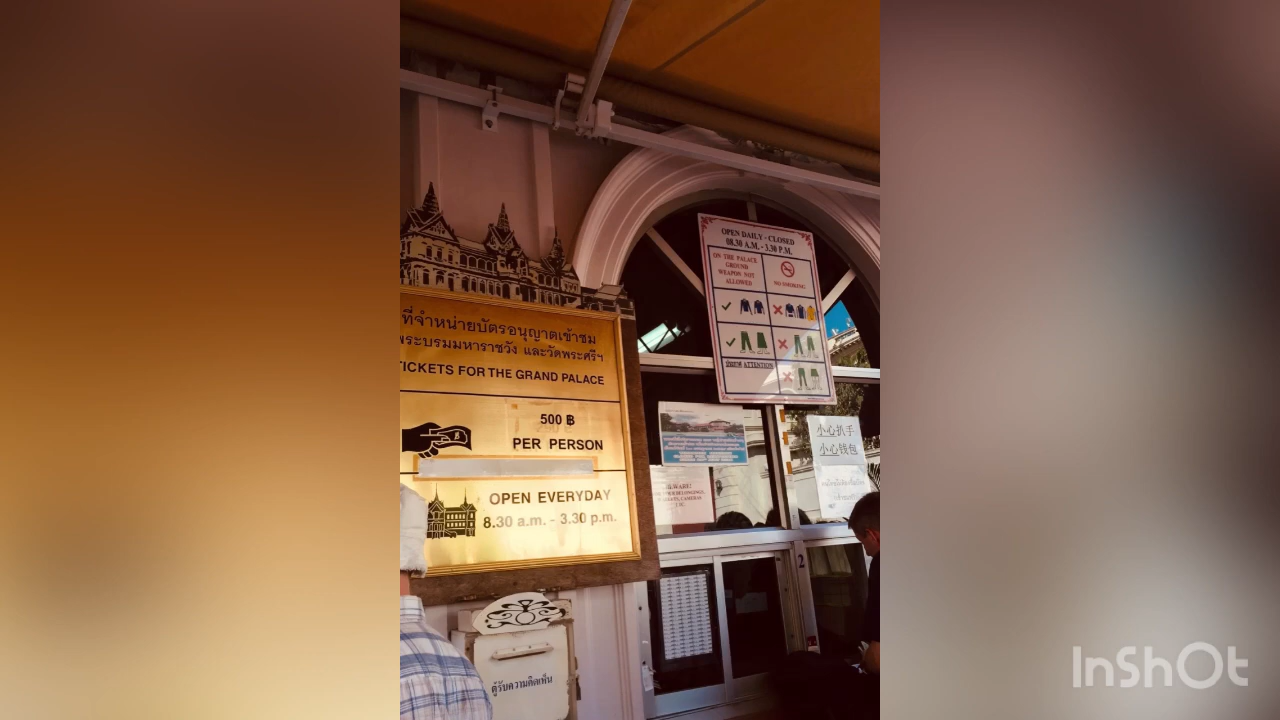 ที่จำหน่ายบัตรอนุญาตเข้าชม
พระบรมมหาราชวัง และวัดพระศรีฯ
TICKETS FOR THE GRAND PALACE
500 ฿
PER PERSON
OPEN EVERYDAY
8.30 a.m. - 3.30 p.m.
ตู้รับความคิดเห็น
OPEN DAILY - CLOSED
08.30 A.M. - 3.30 P.M.
ON THE PALACE
GROUND
WEAPON NOT
ALLOWED
NO SMOKING!
ATTENTION
小心扒手
小心钱包
BEWARE!
BELONGINGS,
CAMERAS
2
InShOt